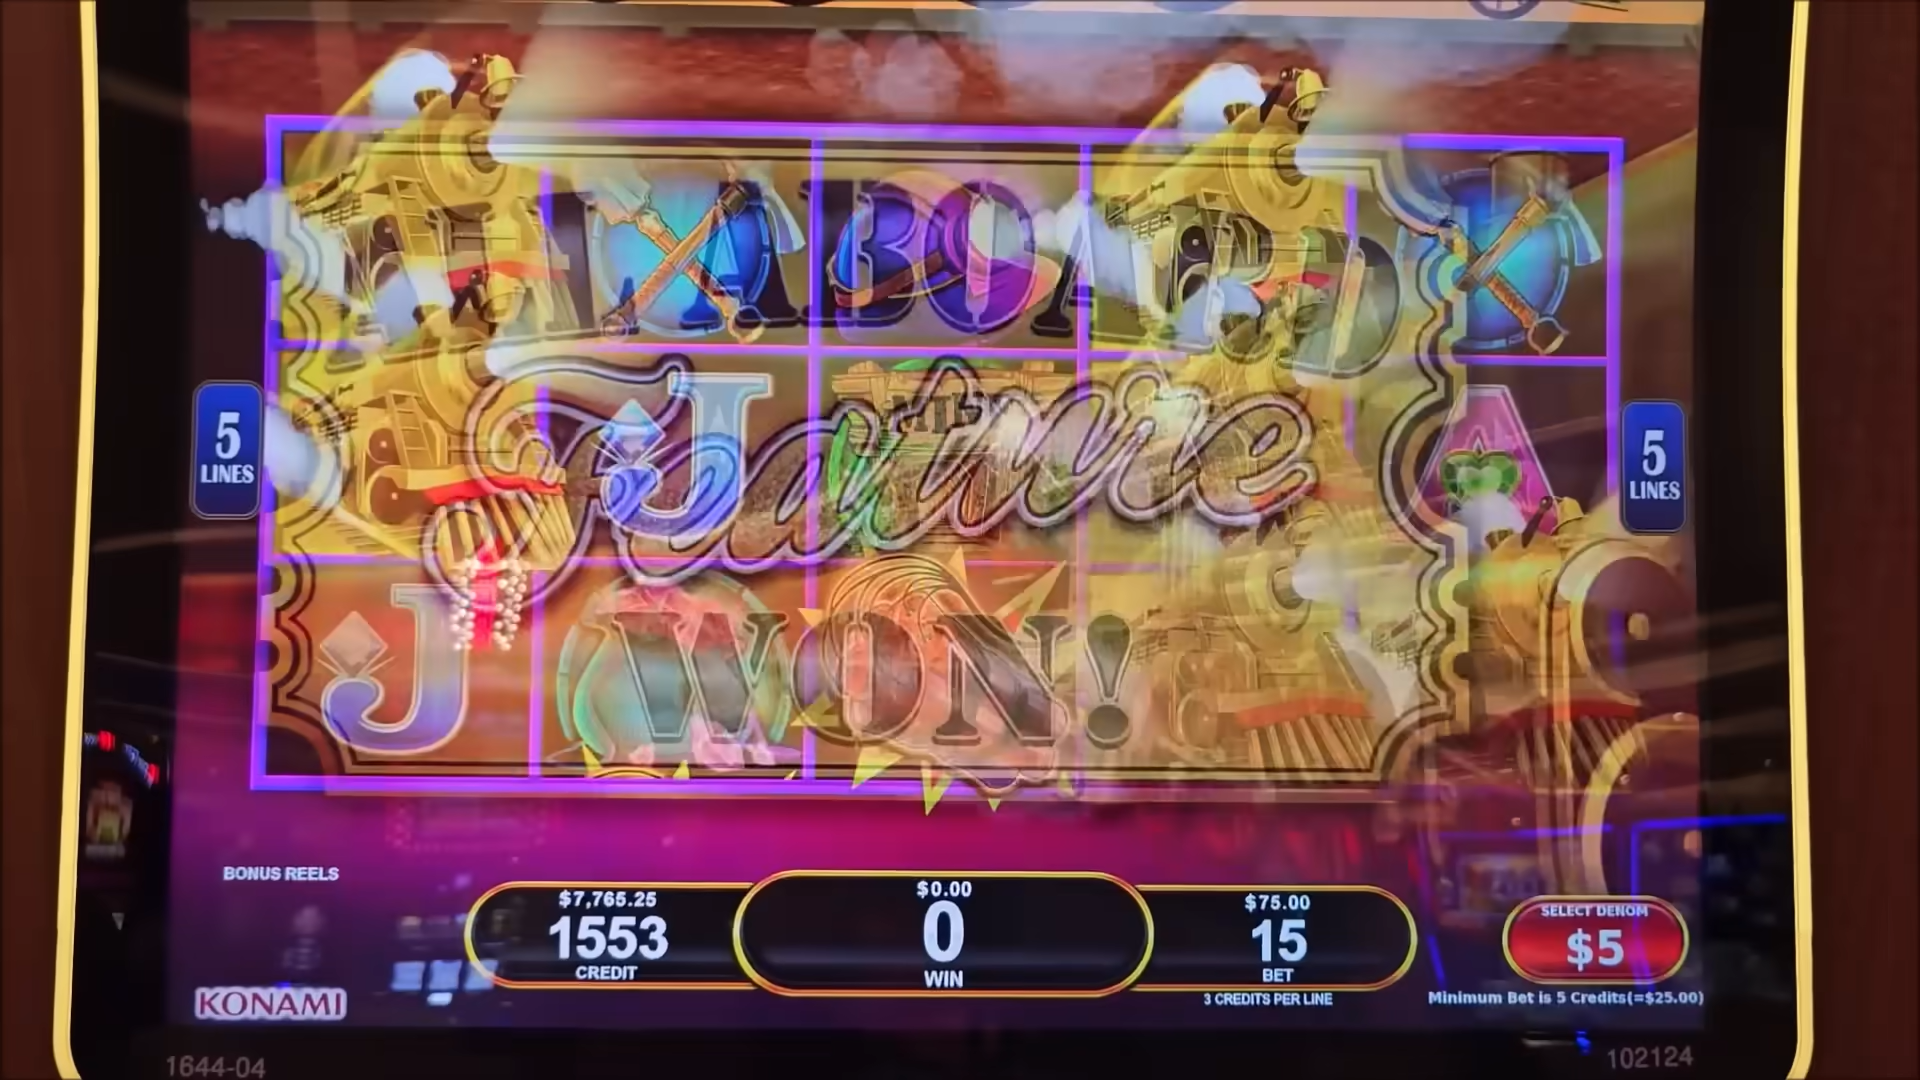 ALL ABOARD
Feature
WON!
5
LINES
5
LINES
J
J
A
BONUS REELS
$7,765.25
1553
CREDIT
$0.00
0
WIN
$75.00
15
BET
3 CREDITS PER LINE
SELECT DENOM
$5
Minimum Bet is 5 Credits(=$25.00)
KONAMI
1644-04
102124